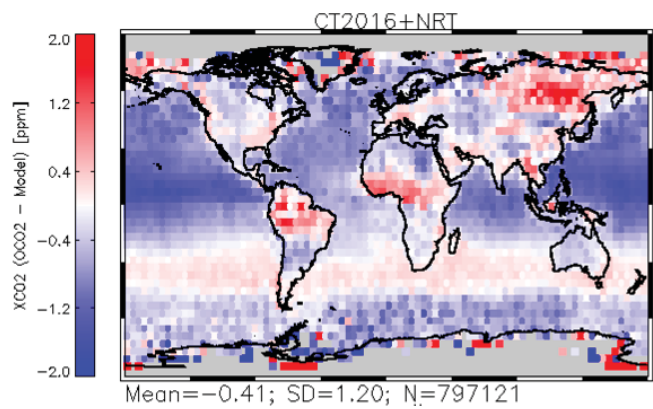 CT2016+NRT
2.0
1.2
0.4
−0.4
−1.2
−2.0
XCO2 (OCO2 − Model) [ppm]
Mean=−0.41; SD=1.20; N=797121